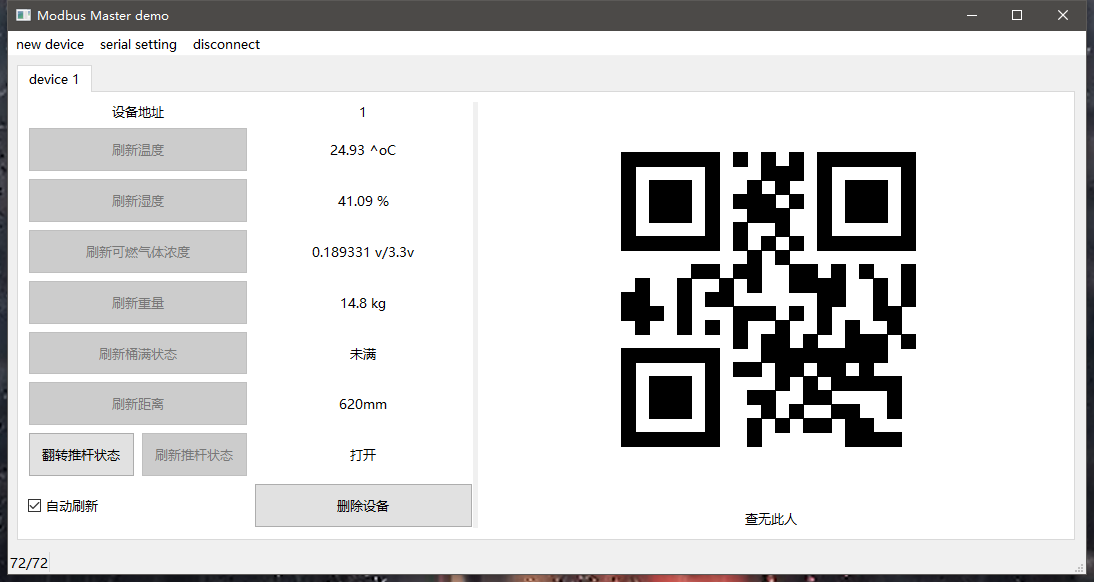 Modbus Master demo
new device serial setting disconnect
device 1
设备地址 1
刷新温度 24.93 ^oC
刷新湿度 41.09 %
刷新可燃气体浓度 0.189331 v/3.3v
刷新重量 14.8 kg
刷新桶满状态 未满
刷新距离 620mm
翻转推杆状态 刷新推杆状态 打开
自动刷新 删除设备
查无此人
72/72